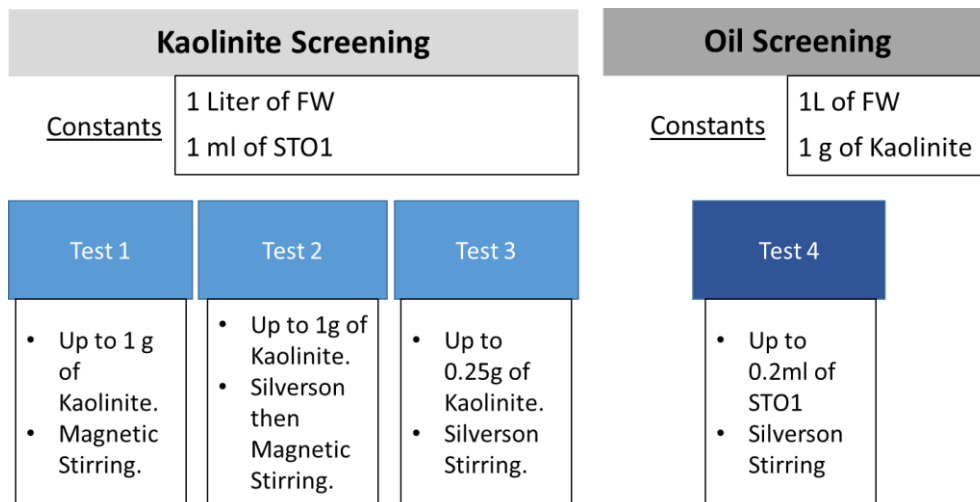 Kaolinite Screening
Constants
1 Liter of FW
1 ml of STO1
Test 1
• Up to 1 g
of
Kaolinite.
• Magnetic
Stirring.
Test 2
• Up to 1g of
Kaolinite.
• Silverson
then
Magnetic
Stirring.
Test 3
• Up to
0.25g of
Kaolinite.
• Silverson
Stirring.
Oil Screening
Constants
1L of FW
1 g of Kaolinite
Test 4
• Up to
0.2ml of
STO1
• Silverson
Stirring